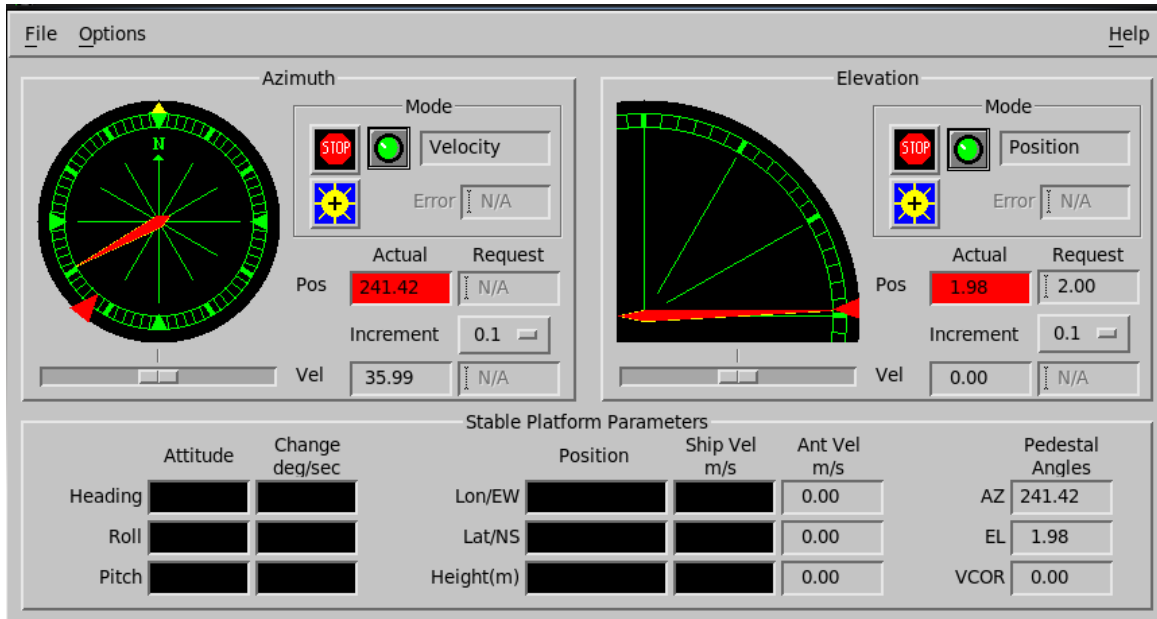 File Options Help
Azimuth
Mode
N
STOP
Velocity
+
Error N/A
Actual Request
Pos 241.42 N/A
Increment 0.1
Vel 35.99 N/A
Elevation
Mode
STOP
Position
+
Error N/A
Actual Request
Pos 1.98 2.00
Increment 0.1
Vel 0.00 N/A
Stable Platform Parameters
Attitude Change deg/sec Position Ship Vel m/s Ant Vel m/s Pedestal Angles
Heading Lon/EW 0.00 AZ 241.42
Roll Lat/NS 0.00 EL 1.98
Pitch Height(m) 0.00 VCOR 0.00